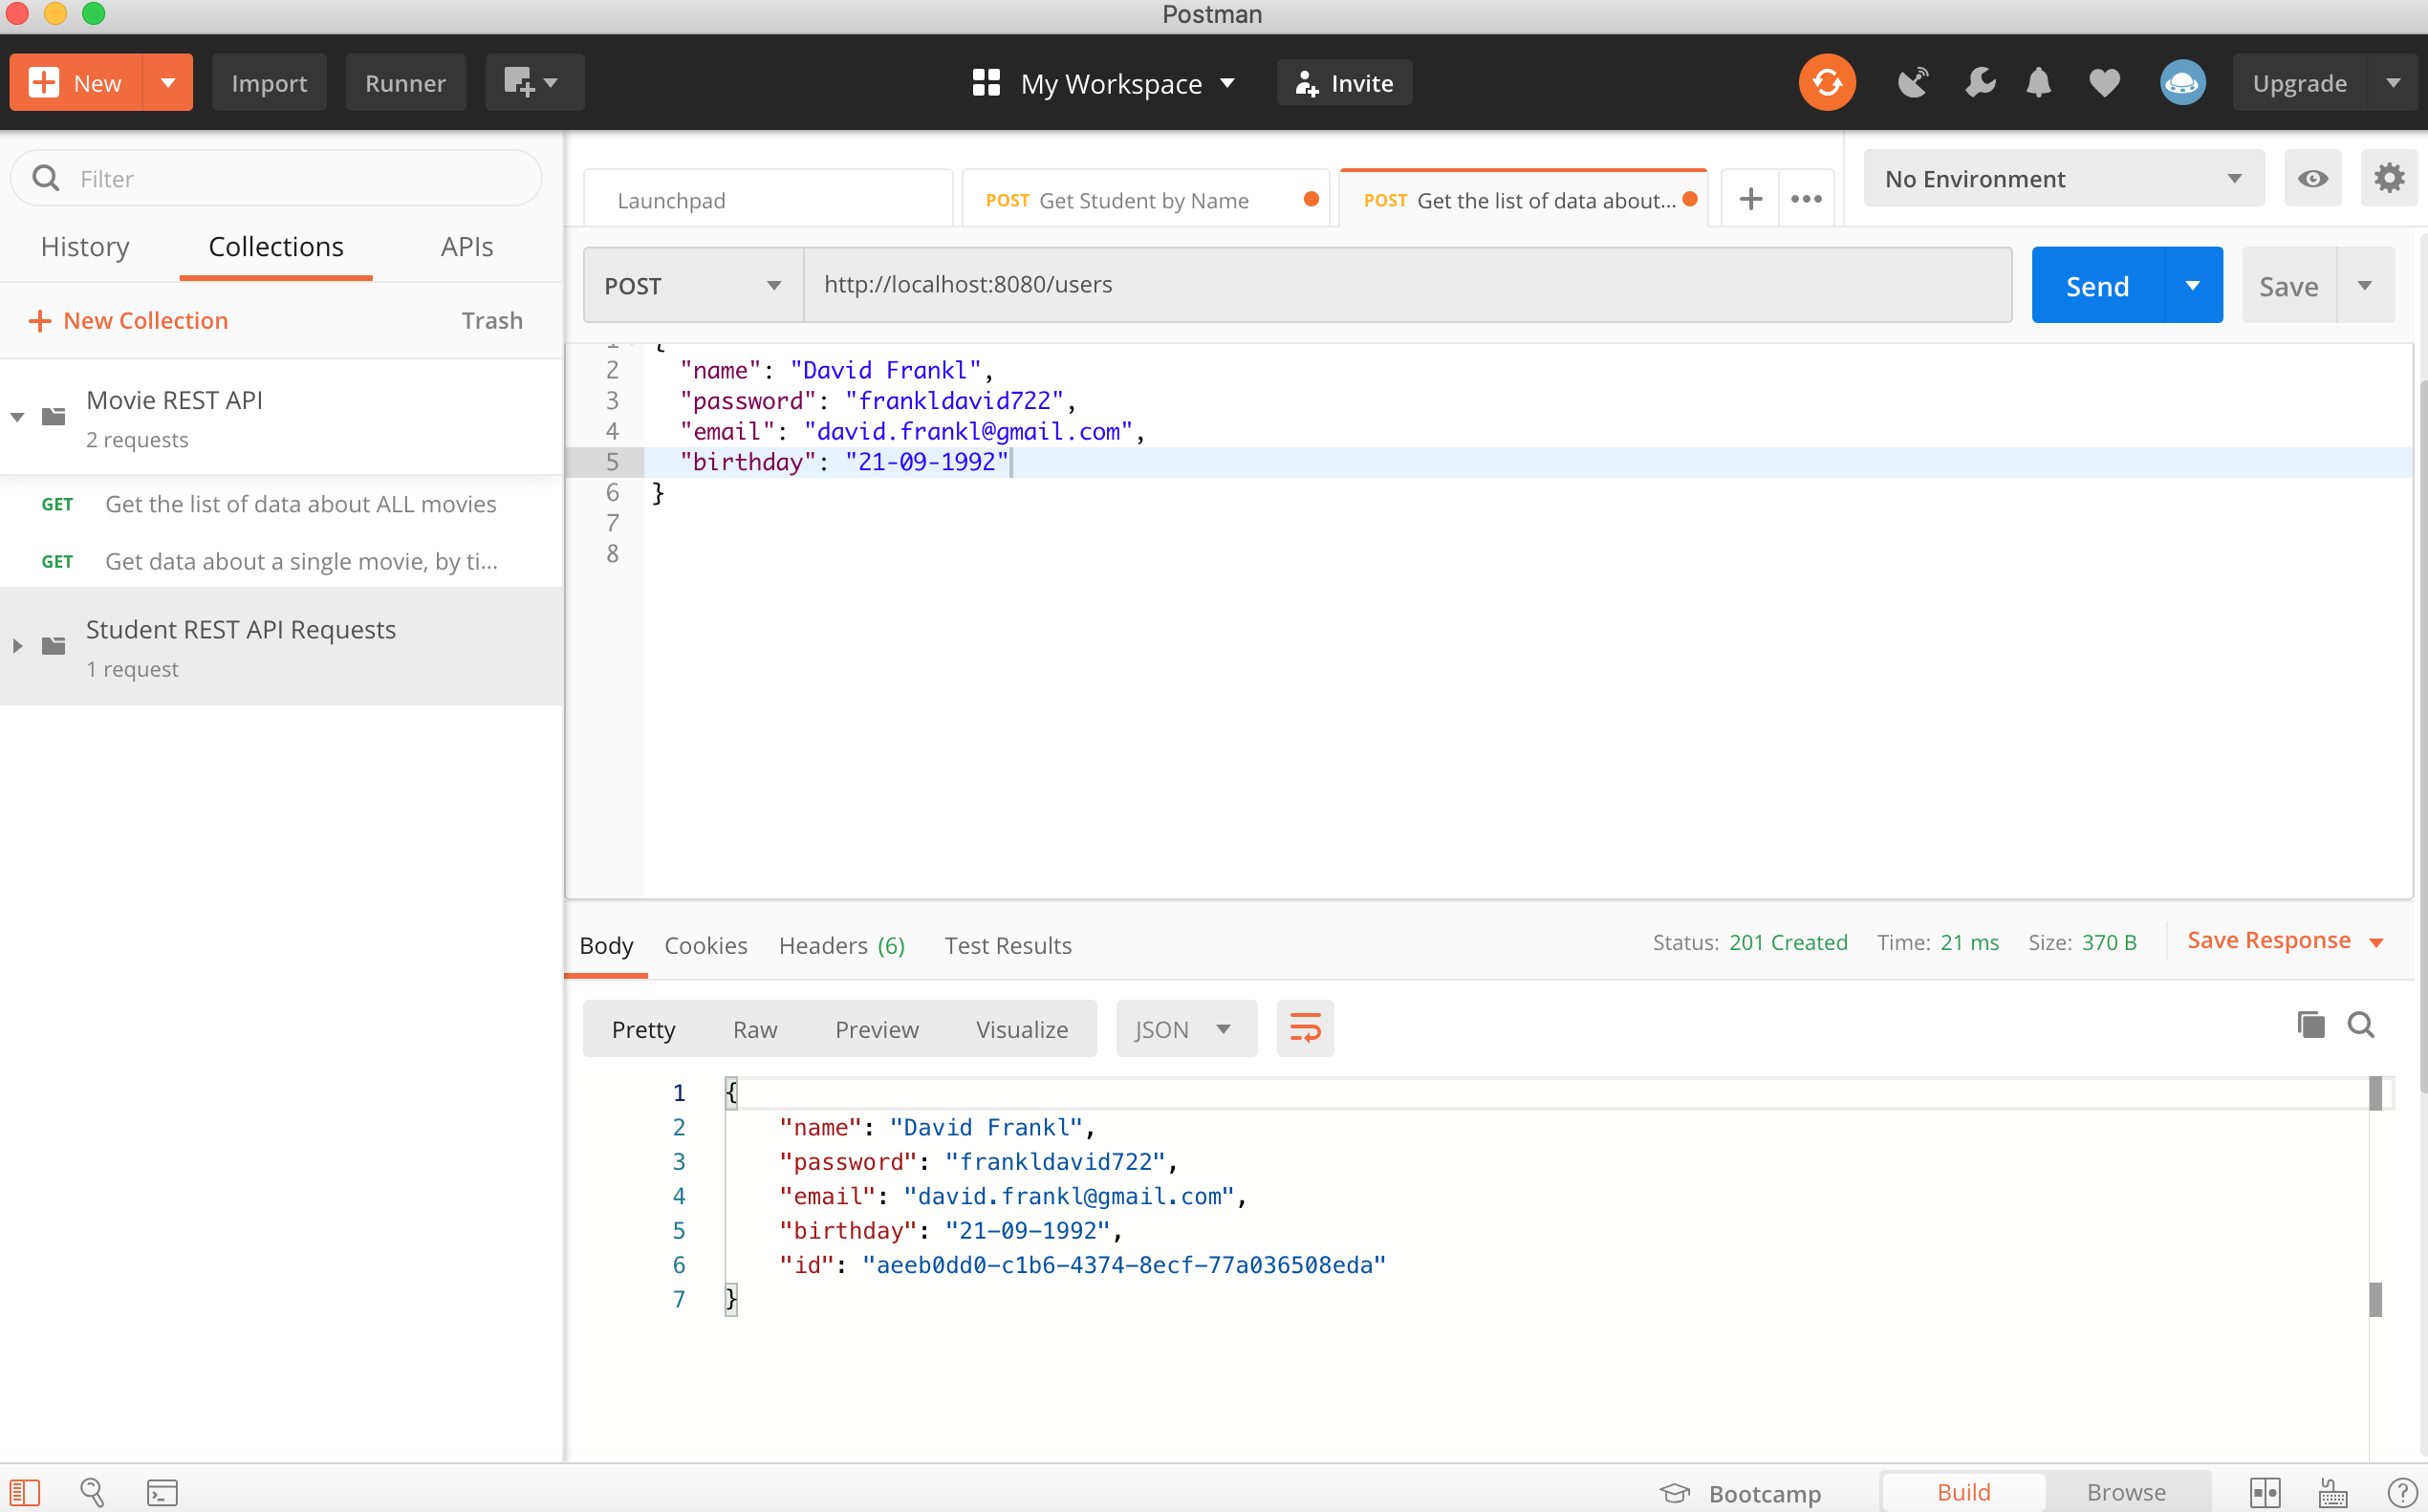 Postman
New
Import
Runner
My Workspace
Invite
Upgrade
Filter
History
Collections
APIs
New Collection
Trash
Movie REST API
2 requests
GET Get the list of data about ALL movies
GET Get data about a single movie, by ti...
Student REST API Requests
1 request
Launchpad
POST Get Student by Name
POST Get the list of data about...
No Environment
POST
http://localhost:8080/users
Send
Save
1 {
2 "name": "David Frankl",
3 "password": "frankldavid722",
4 "email": "david.frankl@gmail.com",
5 "birthday": "21-09-1992"
6 }
7
8
Body
Cookies
Headers (6)
Test Results
Status: 201 Created
Time: 21 ms
Size: 370 B
Save Response
Pretty
Raw
Preview
Visualize
JSON
1 {
2 "name": "David Frankl",
3 "password": "frankldavid722",
4 "email": "david.frankl@gmail.com",
5 "birthday": "21-09-1992",
6 "id": "aeeb0dd0-c1b6-4374-8ecf-77a036508eda"
7 }
Bootcamp
Build
Browse